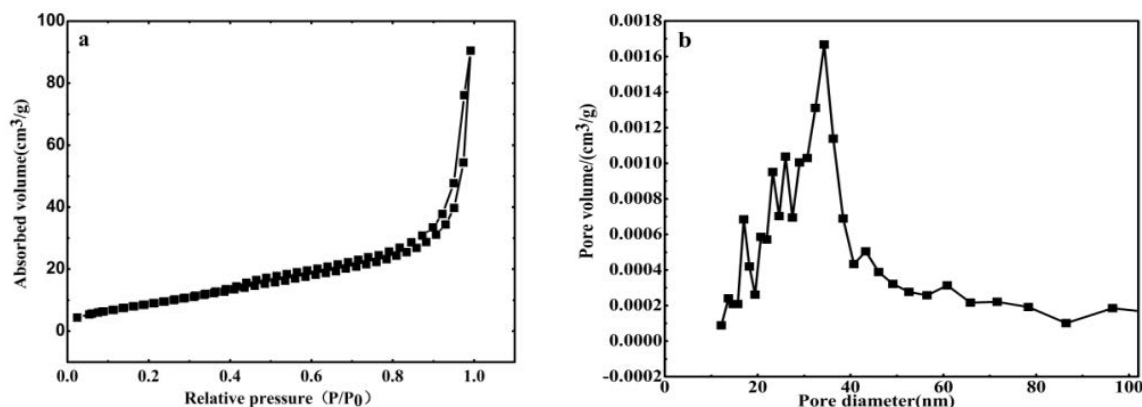 a
100
80
60
40
20
0
Absorbed volume(cm³/g)
0.0 0.2 0.4 0.6 0.8 1.0
Relative pressure（P/P0）
b
0.0018
0.0016
0.0014
0.0012
0.0010
0.0008
0.0006
0.0004
0.0002
0.0000
-0.0002
Pore volume/(cm³/g)
0 20 40 60 80 100
Pore diameter(nm)